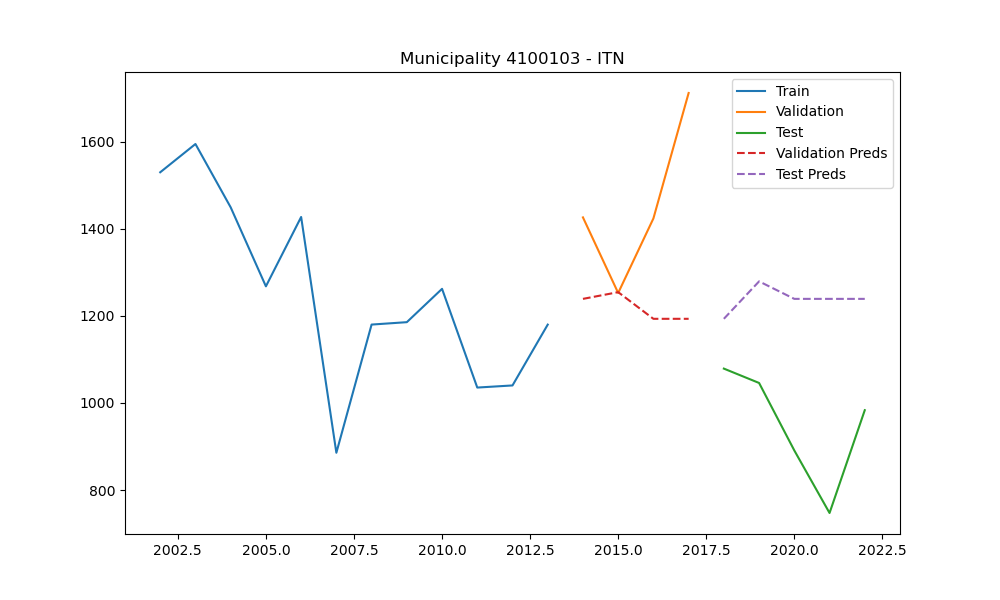 Municipality 4100103 - ITN
Train
Validation
Test
Validation Preds
Test Preds
1600
1400
1200
1000
800
2002.5 2005.0 2007.5 2010.0 2012.5 2015.0 2017.5 2020.0 2022.5